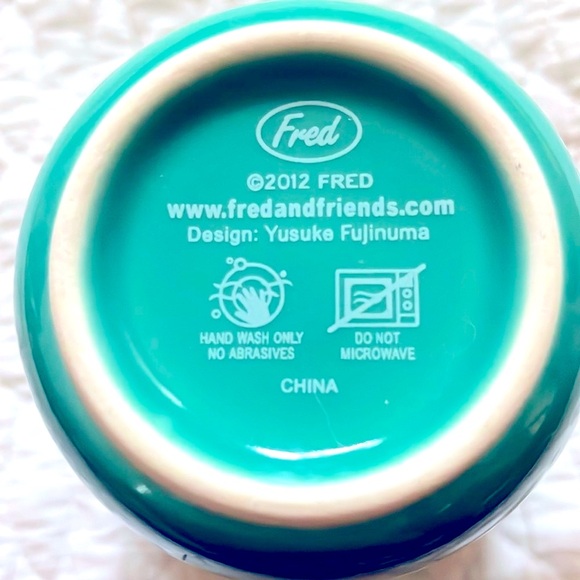 Fred
©2012 FRED
www.fredandfriends.com
Design: Yusuke Fujinuma
HAND WASH ONLY
NO ABRASIVES
DO NOT
MICROWAVE
CHINA